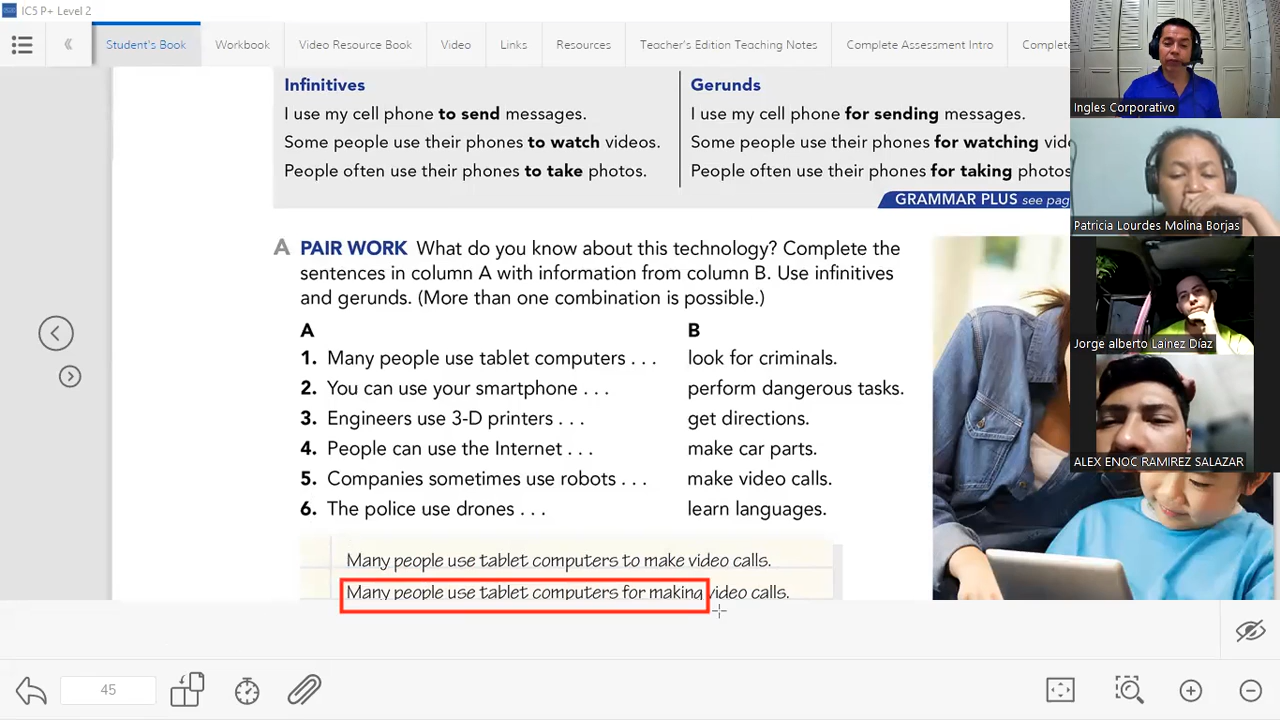 IC5 P+ Level 2
Student's Book
Workbook
Video Resource Book
Video
Links
Resources
Teacher's Edition Teaching Notes
Complete Assessment Intro
Complete
Infinitives
I use my cell phone to send messages.
Some people use their phones to watch videos.
People often use their phones to take photos.
Gerunds
I use my cell phone for sending messages.
Some people use their phones for watching vide
People often use their phones for taking photos
GRAMMAR PLUS see pag
A PAIR WORK What do you know about this technology? Complete the
sentences in column A with information from column B. Use infinitives
and gerunds. (More than one combination is possible.)
A
1. Many people use tablet computers . . .
2. You can use your smartphone . . .
3. Engineers use 3-D printers . . .
4. People can use the Internet . . .
5. Companies sometimes use robots . . .
6. The police use drones . . .
B
look for criminals.
perform dangerous tasks.
get directions.
make car parts.
make video calls.
learn languages.
Many people use tablet computers to make video calls.
Many people use tablet computers for making video calls.
45
Ingles Corporativo
Patricia Lourdes Molina Borjas
Jorge alberto Lainez Díaz
ALEX ENOC RAMIREZ SALAZAR